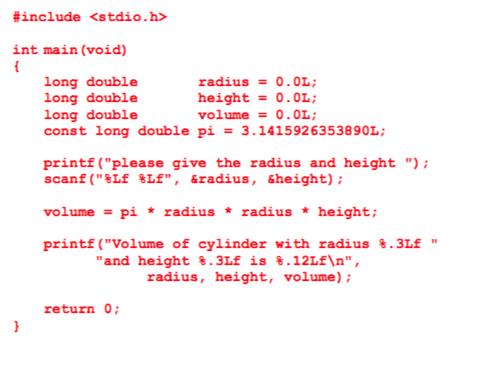 #include <stdio.h>
int main(void)
{
long double radius = 0.0L;
long double height = 0.0L;
long double volume = 0.0L;
const long double pi = 3.1415926353890L;
printf("please give the radius and height ");
scanf("%Lf %Lf", &radius, &height);
volume = pi * radius * radius * height;
printf("Volume of cylinder with radius %.3Lf "
"and height %.3Lf is %.12Lf\n",
radius, height, volume);
return 0;
}